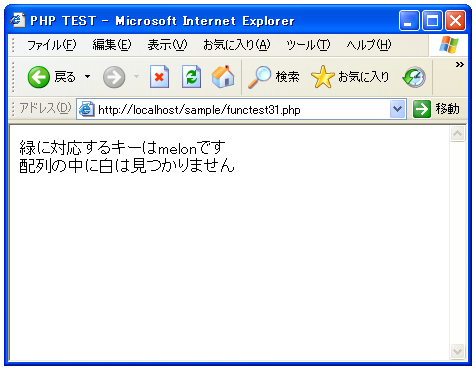 PHP TEST - Microsoft Internet Explorer
ファイル(F) 編集(E) 表示(V) お気に入り(A) ツール(T) ヘルプ(H)
戻る 検索 お気に入り
アドレス(D) http://localhost/sample/functest31.php 移動
緑に対応するキーはmelonです
配列の中に白は見つかりません